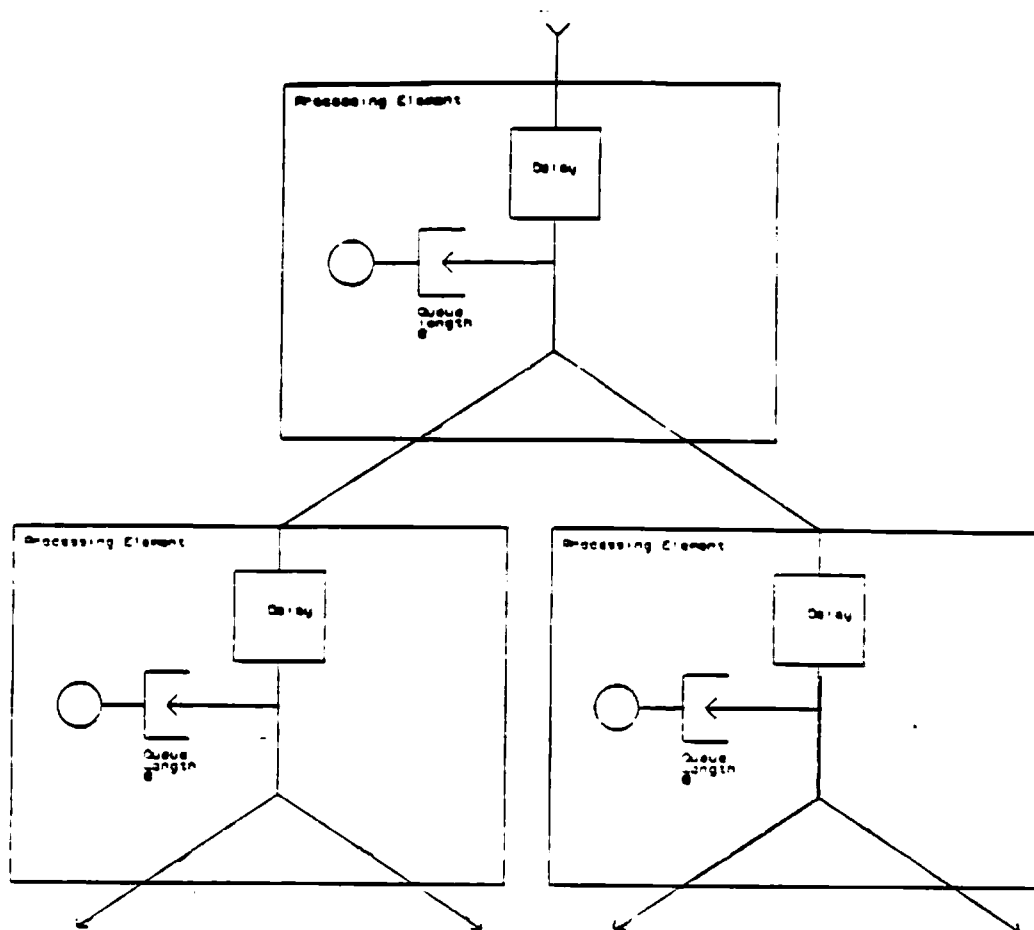 Processing Element
Delay
Queue
length
0
Processing Element
Processing Element
Delay
Delay
Queue
length
0
Queue
length
0